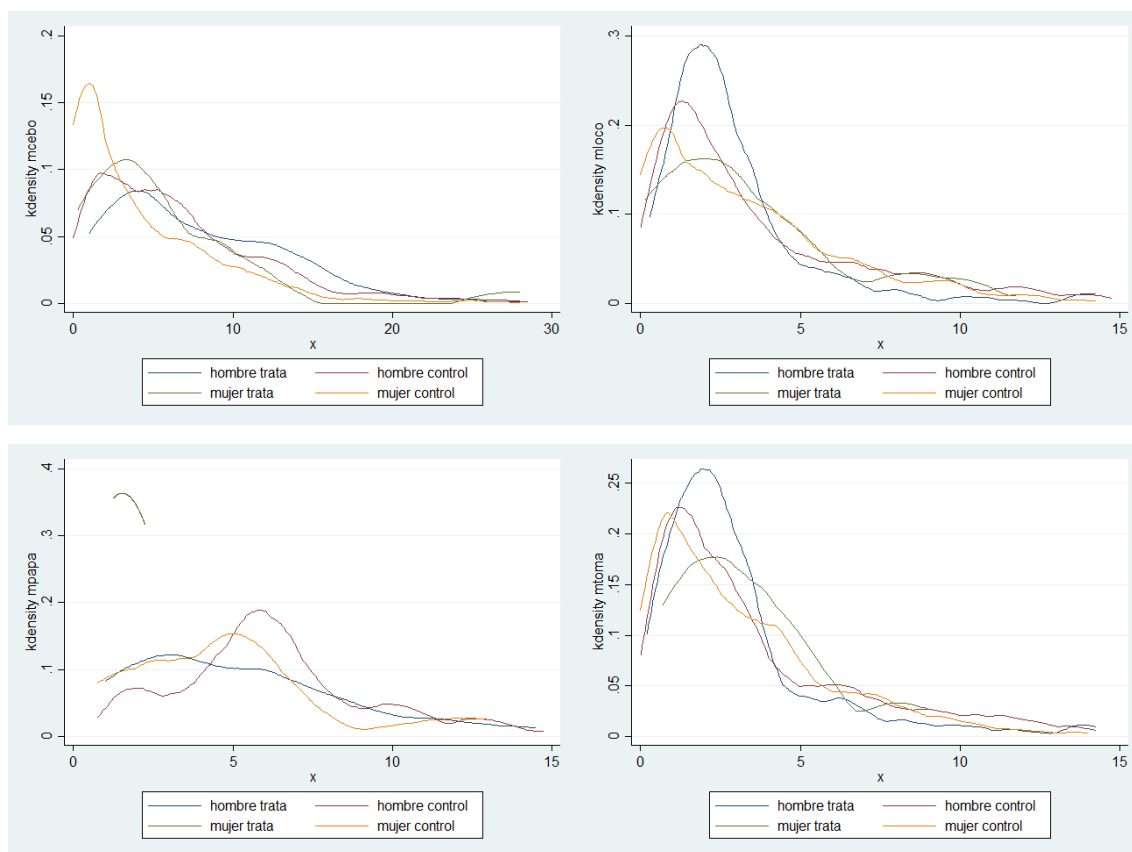 kdensity mcebo
0 .05 .1 .15 .2
0 10 20 30
x
hombre trata hombre control
mujer trata mujer control
kdensity mloco
0 .1 .2 .3
0 5 10 15
x
hombre trata hombre control
mujer trata mujer control
kdensity mpapa
0 .1 .2 .3 .4
0 5 10 15
x
hombre trata hombre control
mujer trata mujer control
kdensity mtoma
0 .05 .1 .15 .2 .25
0 5 10 15
x
hombre trata hombre control
mujer trata mujer control